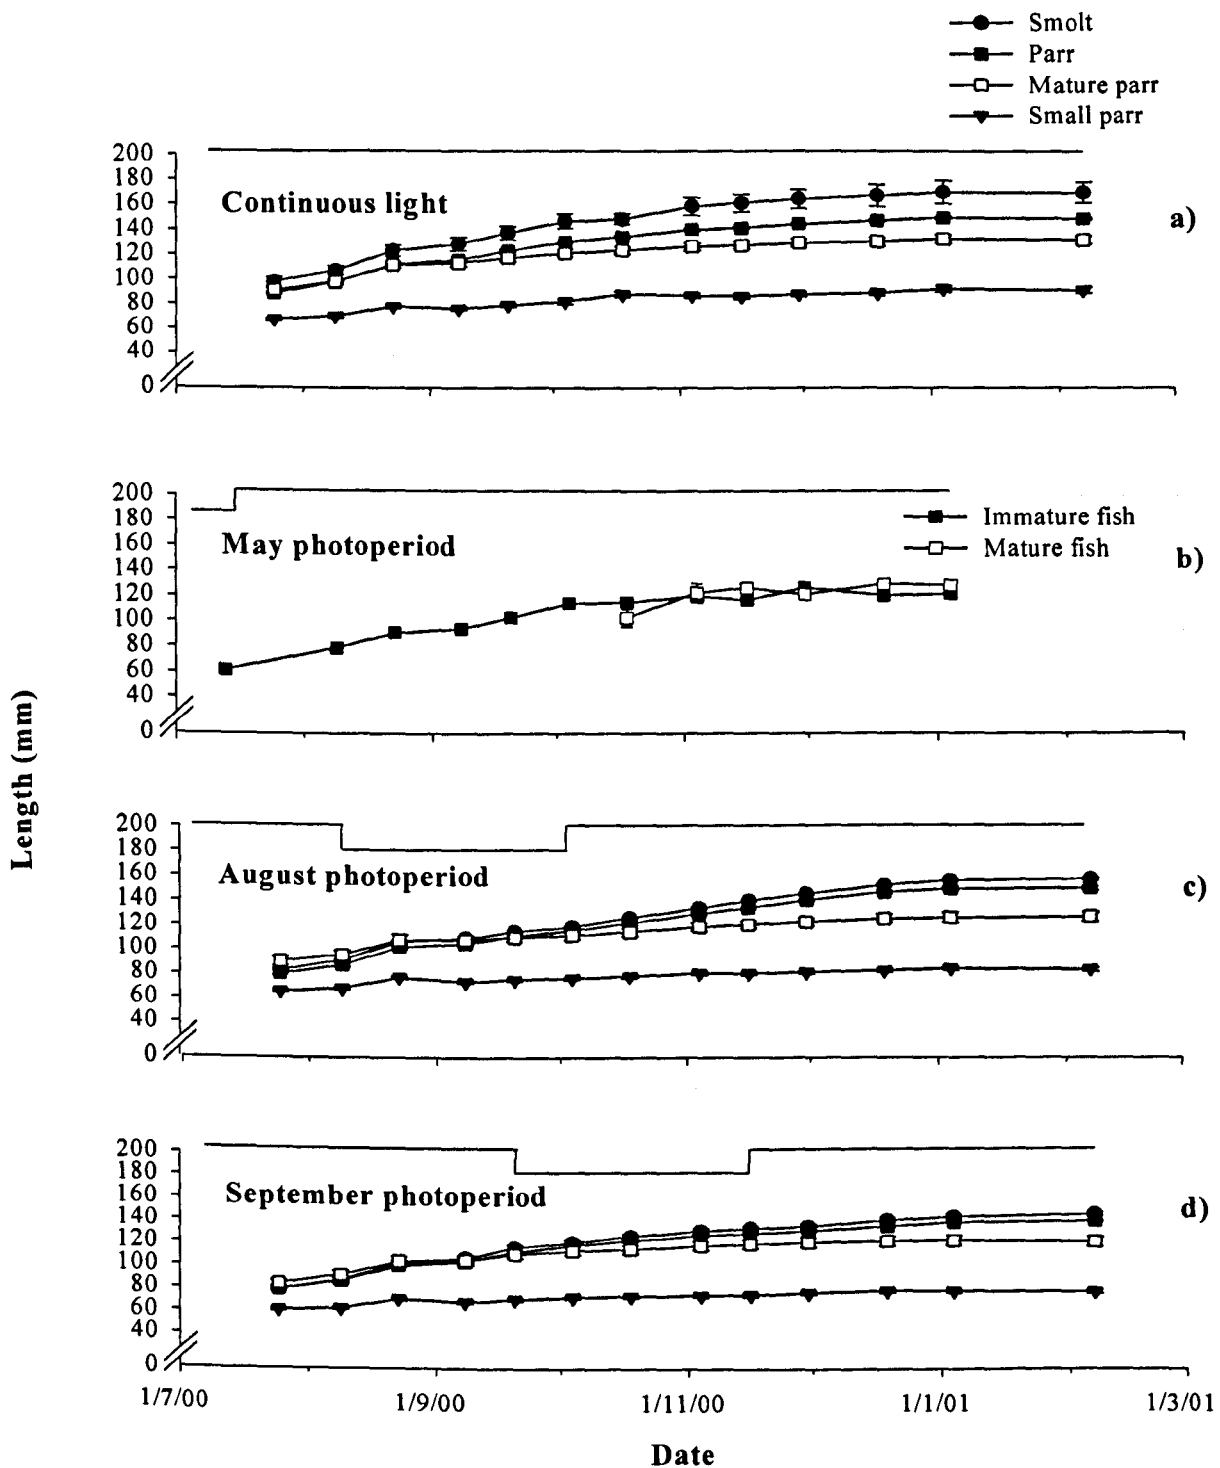 Smolt
Parr
Mature parr
Small parr
200
180
160
140
120
100
80
60
40
0
Continuous light
a)
200
180
160
140
120
100
80
60
40
0
May photoperiod
Immature fish
Mature fish
b)
Length (mm)
200
180
160
140
120
100
80
60
40
0
August photoperiod
c)
200
180
160
140
120
100
80
60
40
0
September photoperiod
d)
1/7/00 1/9/00 1/11/00 1/1/01 1/3/01
Date